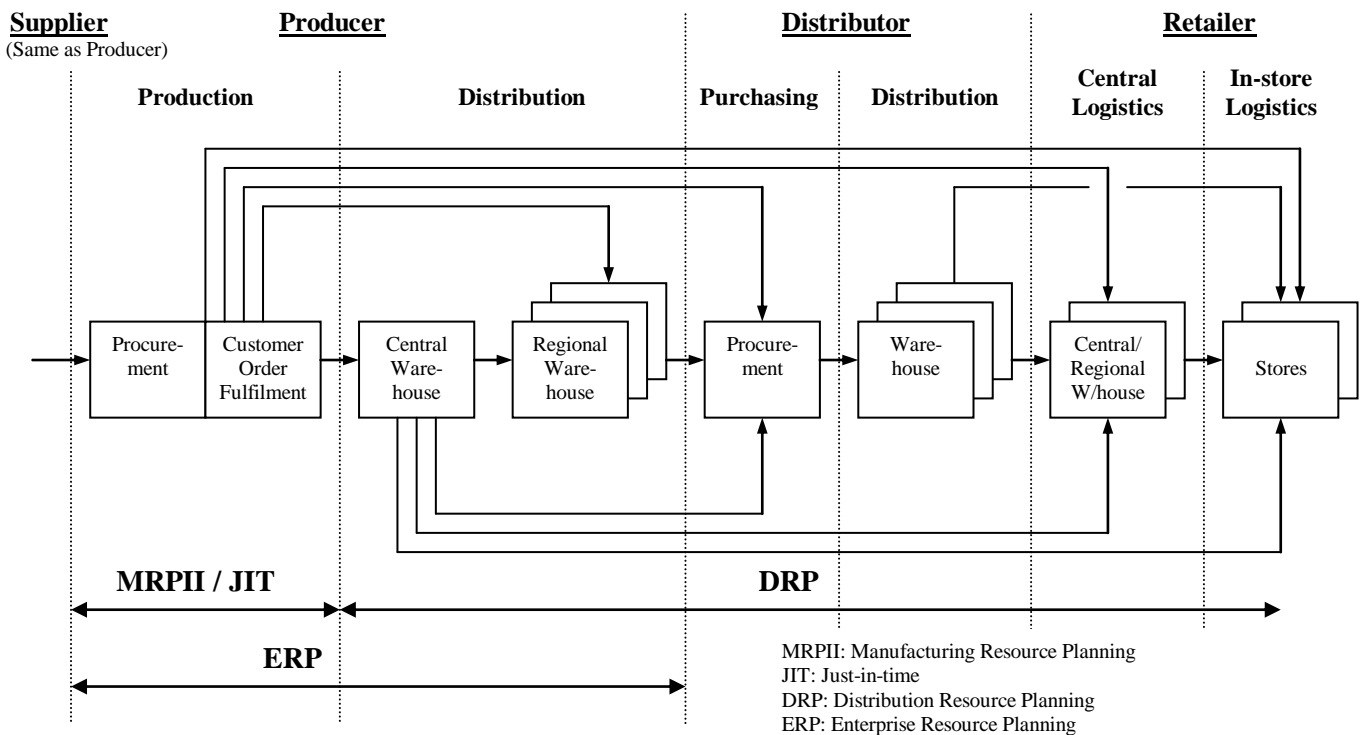 Supplier
(Same as Producer)
Producer
Distributor
Retailer
Production
Distribution
Purchasing
Distribution
Central
Logistics
In-store
Logistics
Procure-
ment
Customer
Order
Fulfilment
Central
Ware-
house
Regional
Ware-
house
Procure-
ment
Ware-
house
Central/
Regional
W/house
Stores
MRPII / JIT
DRP
ERP
MRPII: Manufacturing Resource Planning
JIT: Just-in-time
DRP: Distribution Resource Planning
ERP: Enterprise Resource Planning